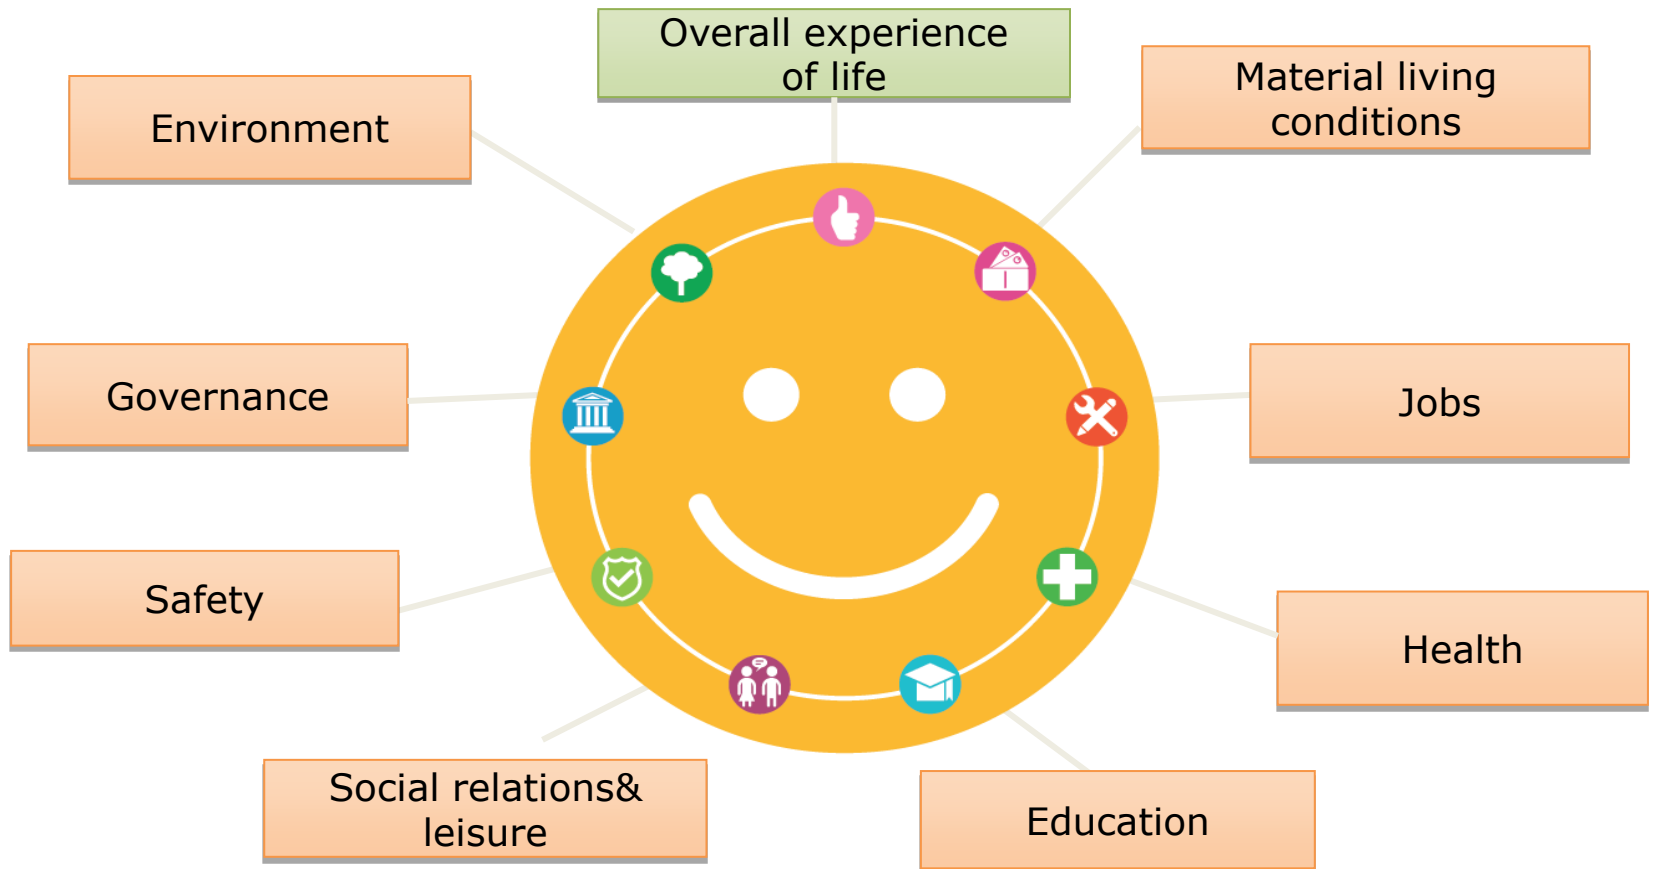 Overall experience
of life
Material living
conditions
Environment
Governance
Jobs
Safety
Health
Social relations&
leisure
Education